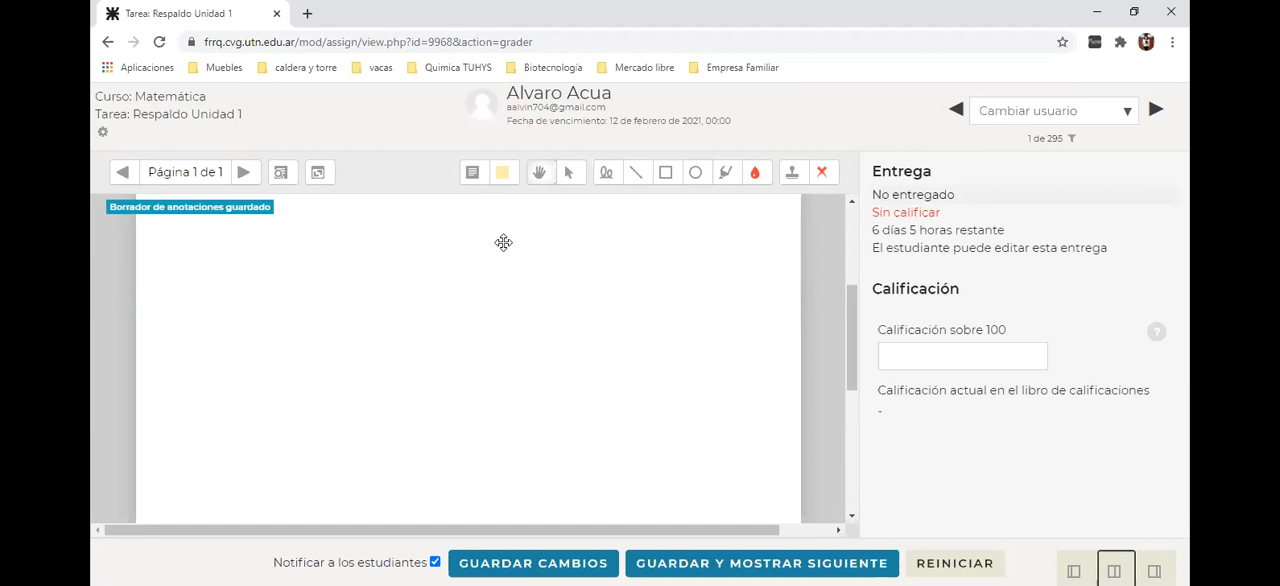 Tarea: Respaldo Unidad 1
frrq.cvg.utn.edu.ar/mod/assign/view.php?id=9968&action=grader
Aplicaciones Muebles caldera y torre vacas Quimica TUHYS Biotecnología Mercado libre Empresa Familiar
Curso: Matemática
Tarea: Respaldo Unidad 1
Alvaro Acua
aalvin704@gmail.com
Fecha de vencimiento: 12 de febrero de 2021, 00:00
Cambiar usuario
1 de 295
Página 1 de 1
Borrador de anotaciones guardado
Entrega
No entregado
Sin calificar
6 días 5 horas restante
El estudiante puede editar esta entrega
Calificación
Calificación sobre 100
?
Calificación actual en el libro de calificaciones
-
Notificar a los estudiantes
GUARDAR CAMBIOS
GUARDAR Y MOSTRAR SIGUIENTE
REINICIAR